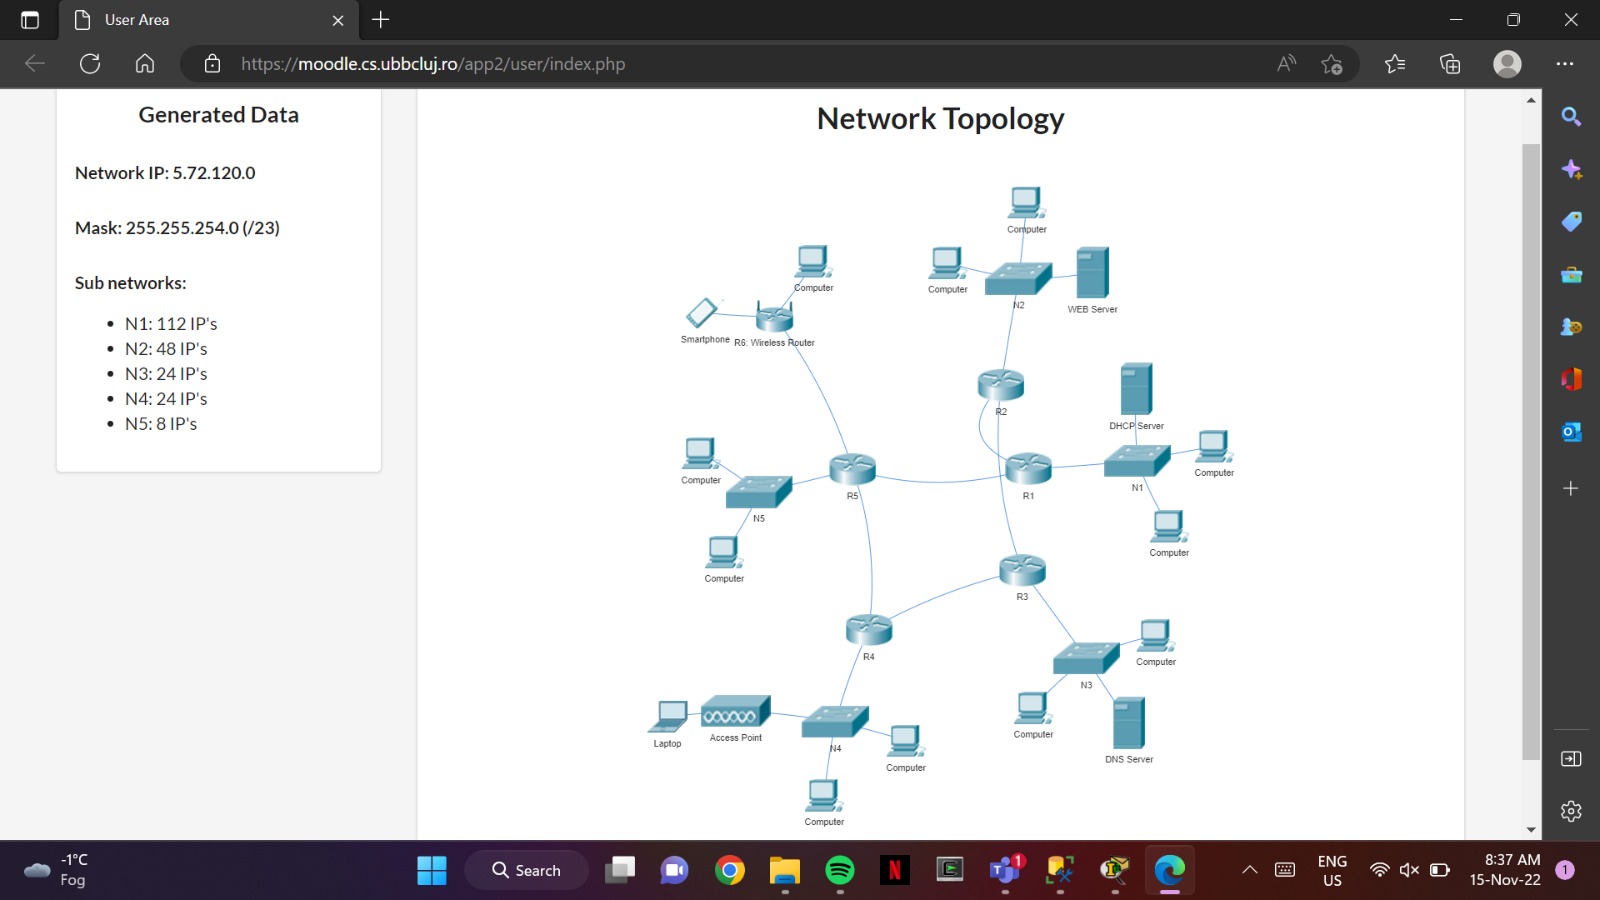 User Area
https://moodle.cs.ubbcluj.ro/app2/user/index.php
Generated Data
Network IP: 5.72.120.0
Mask: 255.255.254.0 (/23)
Sub networks:
N1: 112 IP's
N2: 48 IP's
N3: 24 IP's
N4: 24 IP's
N5: 8 IP's
Network Topology
Computer
Computer
Computer
N2
WEB Server
Smartphone
R6: Wireless Router
R2
DHCP Server
Computer
Computer
R5
R1
N1
N5
Computer
Computer
R3
R4
Computer
N3
Computer
Laptop
Access Point
N4
Computer
DNS Server
Computer
-1°C
Fog
Search
1
ENG
US
8:37 AM
15-Nov-22
1